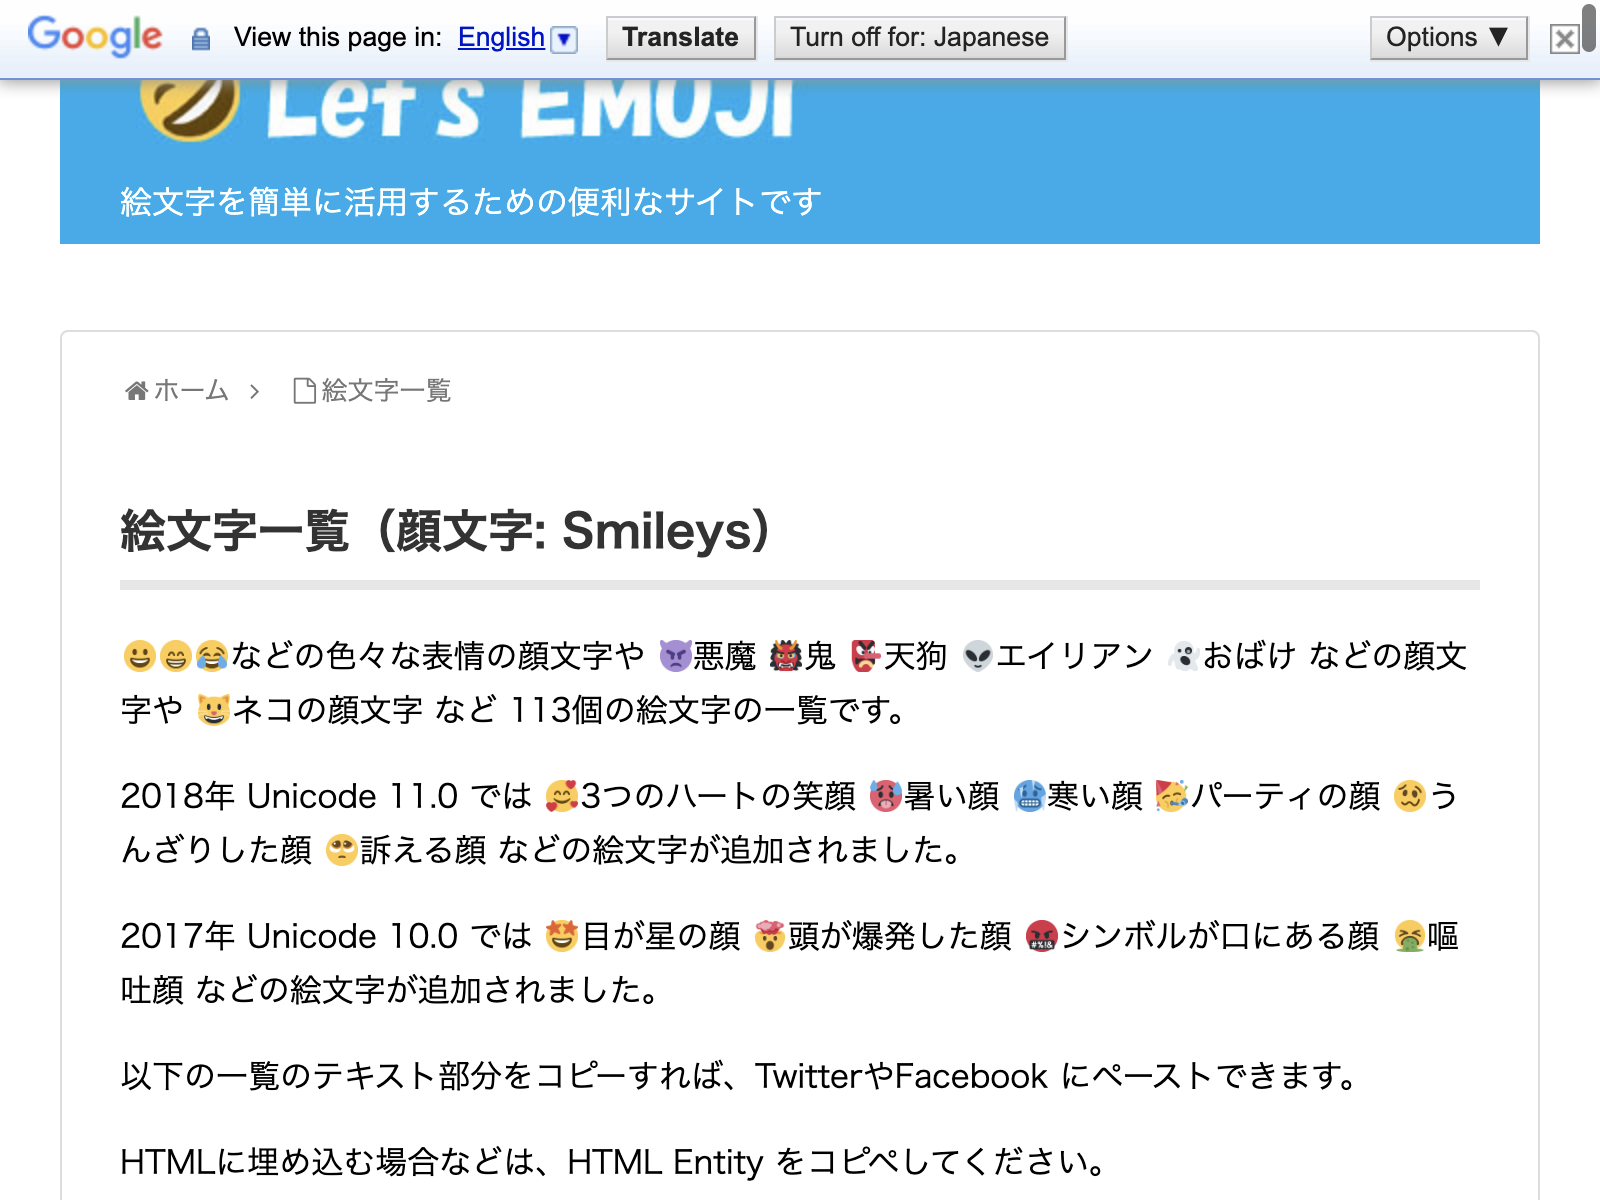 Google View this page in: English ▼ Translate Turn off for: Japanese Options ▼
Let's EMOJI
絵文字を簡単に活用するための便利なサイトです
ホーム > 絵文字一覧
絵文字一覧（顔文字: Smileys）
😀😁😂などの色々な表情の顔文字や 👿悪魔 👹鬼 👺天狗 👽エイリアン 👻おばけ などの顔文
字や 😺ネコの顔文字 など 113個の絵文字の一覧です。
2018年 Unicode 11.0 では 🥰3つのハートの笑顔 🥵暑い顔 🥶寒い顔 🥳パーティの顔 🥴う
んざりした顔 🥺訴える顔 などの絵文字が追加されました。
2017年 Unicode 10.0 では 🤩目が星の顔 🤯頭が爆発した顔 🤬シンボルが口にある顔 🤮嘔
吐顔 などの絵文字が追加されました。
以下の一覧のテキスト部分をコピーすれば、TwitterやFacebook にペーストできます。
HTMLに埋め込む場合などは、HTML Entity をコピペしてください。